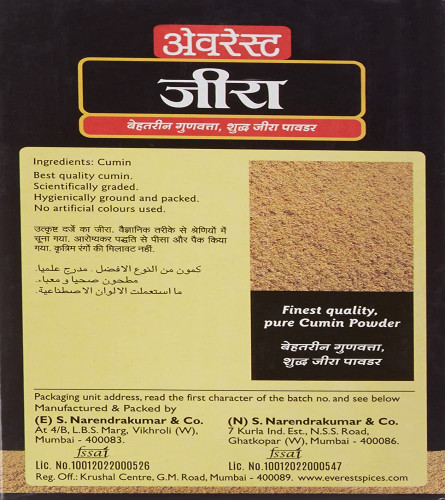 अेवरेस्ट
जीरा
बेहतरीन गुणवत्ता, शुद्ध जीरा पावडर
Ingredients: Cumin
Best quality cumin.
Scientifically graded.
Hygienically ground and packed.
No artificial colours used.
उत्कृष्ट दर्जे का जीरा. वैज्ञानिक तरीके से श्रेणियों में
चूना गया. आरोग्यकर पद्धति से पीसा और पैक किया
गया. कृत्रिम रंगों की मिलावट नहीं.
كمون من النوع الافضل . مدرج علميا .
مطحون صحيا و معباء .
ما استعملت الالوان الاصطناعية .
Finest quality,
pure Cumin Powder
बेहतरीन गुणवत्ता,
शुद्ध जीरा पावडर
Packaging unit address, read the first character of the batch no. and see below
Manufactured & Packed by
(E) S. Narendrakumar & Co.
At 4/B, L.B.S. Marg, Vikhroli (W),
Mumbai - 400083.
fssai
Lic. No.10012022000526
(N) S. Narendrakumar & Co.
7 Kurla Ind. Est., N.S.S. Road,
Ghatkopar (W), Mumbai - 400086.
fssai
Lic. No.10012022000547
Reg. Off.: Krushal Centre, G.M. Road, Mumbai - 400089. www.everestspices.com